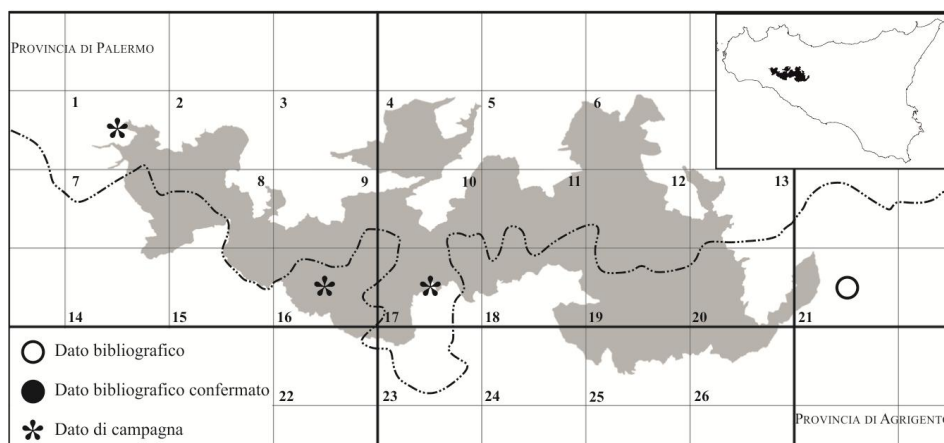 PROVINCIA DI PALERMO
1 2 3 4 5 6
7 8 9 10 11 12 13
14 15 16 17 18 19 20 21
Dato bibliografico
Dato bibliografico confermato
22 23 24 25 26
Dato di campagna
PROVINCIA DI AGRIGENTO